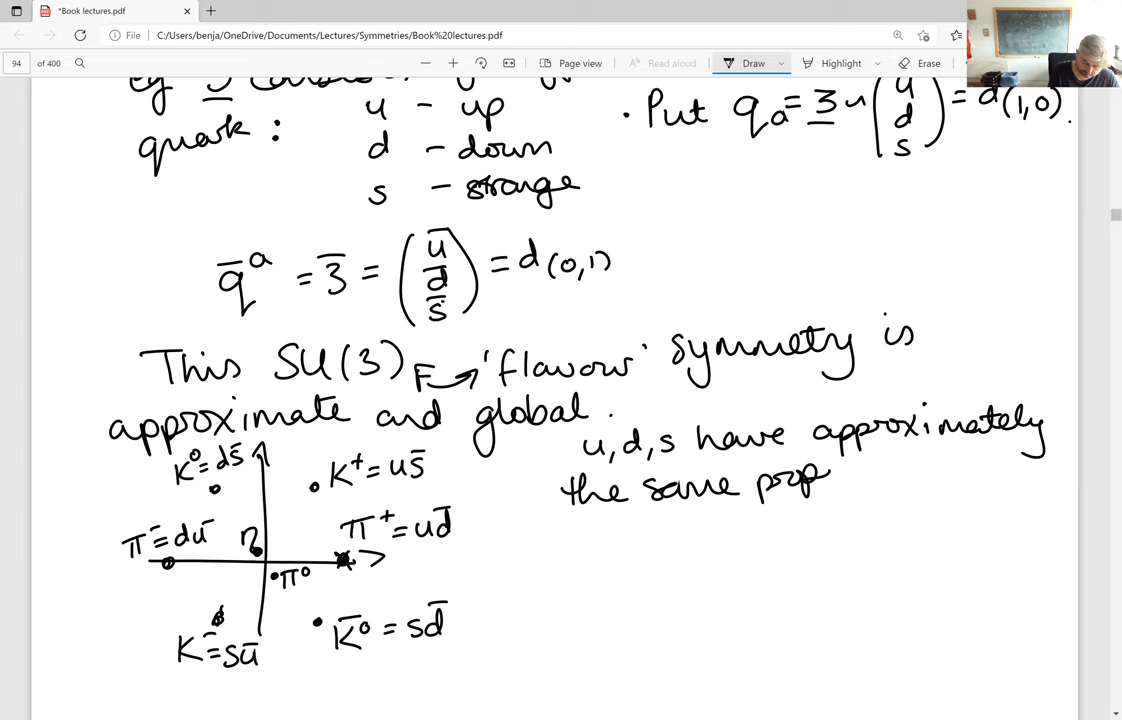 *Book lectures.pdf
File
C:/Users/benja/OneDrive/Documents/Lectures/Symmetries/Book%20lectures.pdf
94 of 400
Page view
Read aloud
Draw
Highlight
Erase
eg 3
quark :
u - up
d - down
s - strange
· Put q_a = 3 ~ (u d s) = d(1,0).
q̄^a = 3̄ = (ū d̄ s̄) = d(0,1)
This SU(3)_F → 'flavour' symmetry is
approximate and global.
u, d, s have approximately
the same prop
K⁰ = ds̄
K⁺ = us̄
π⁻ = dū
η
π⁺ = ud̄
π⁰
K⁻ = sū
K̄⁰ = sd̄